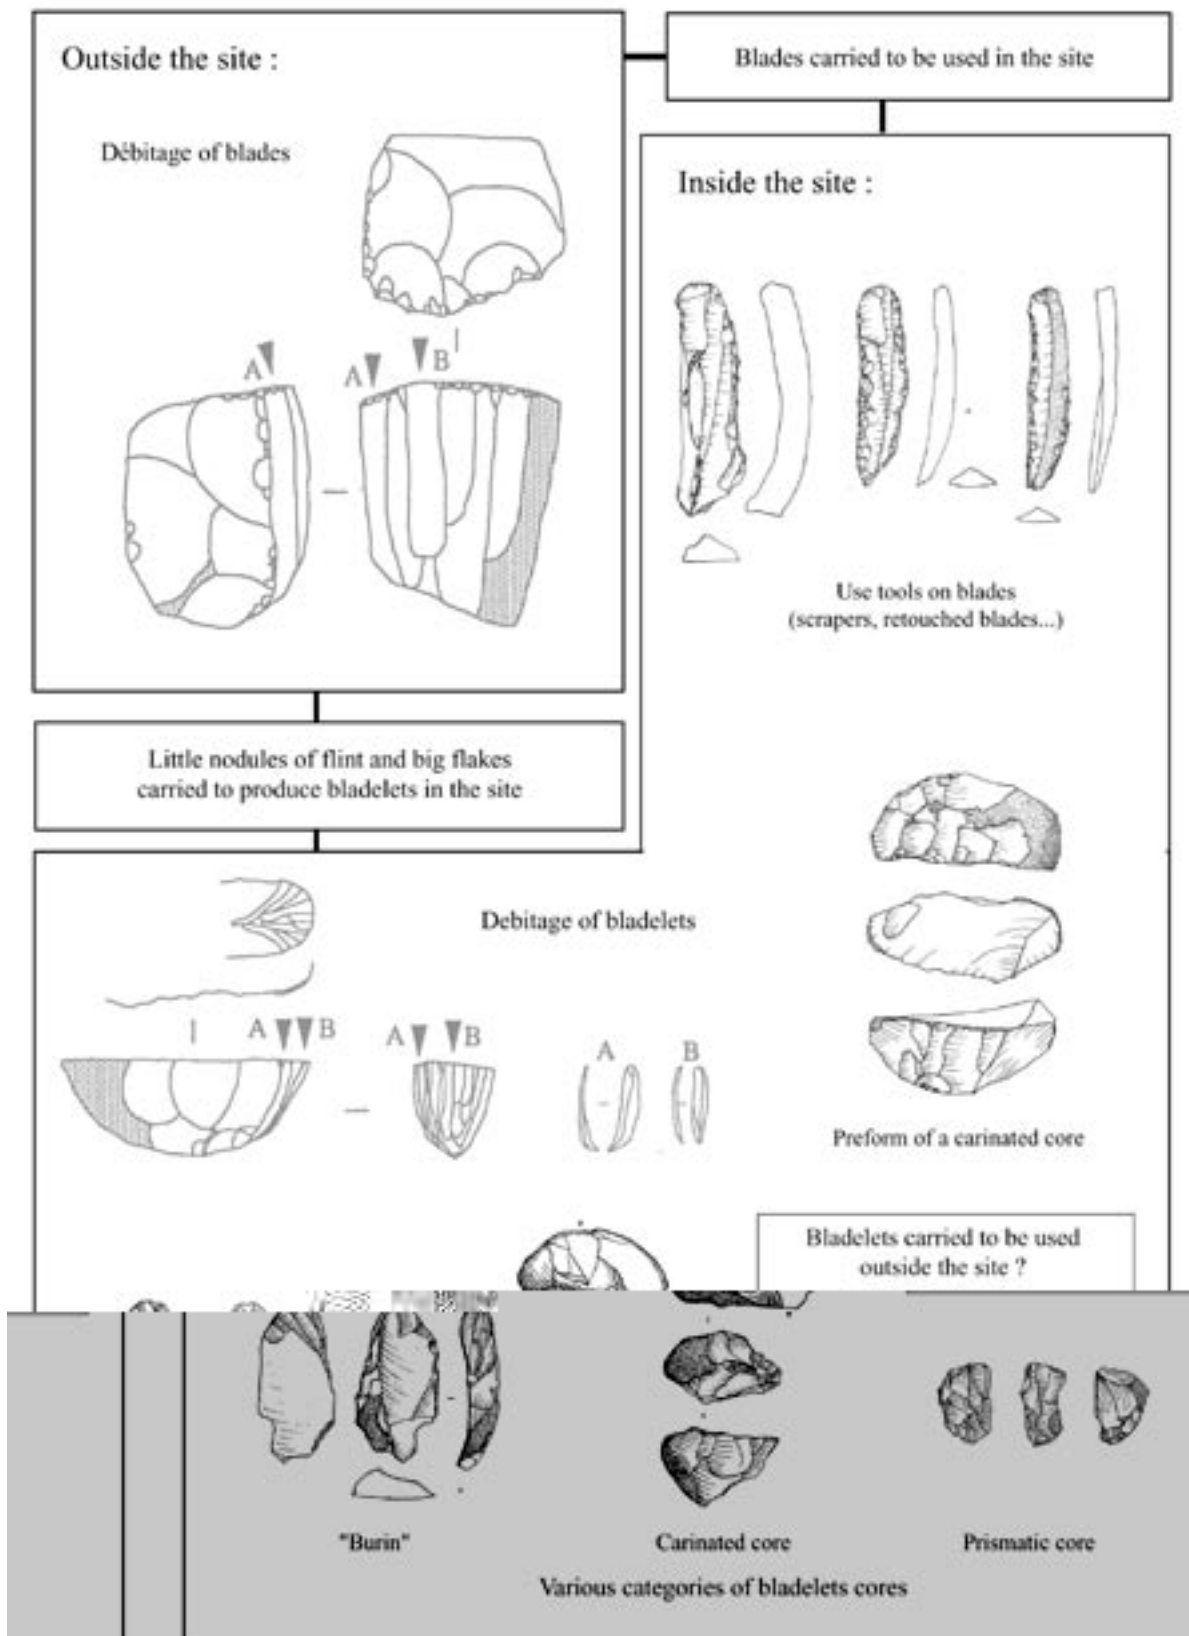 Outside the site :
Blades carried to be used in the site
Débitage of blades
Inside the site :
A
A
B
Use tools on blades
(scrapers, retouched blades...)
Little nodules of flint and big flakes
carried to produce bladelets in the site
Debitage of bladelets
A
B
A
B
A
B
Preform of a carinated core
Bladelets carried to be used
outside the site ?
"Burin"
Carinated core
Prismatic core
Various categories of bladelets cores